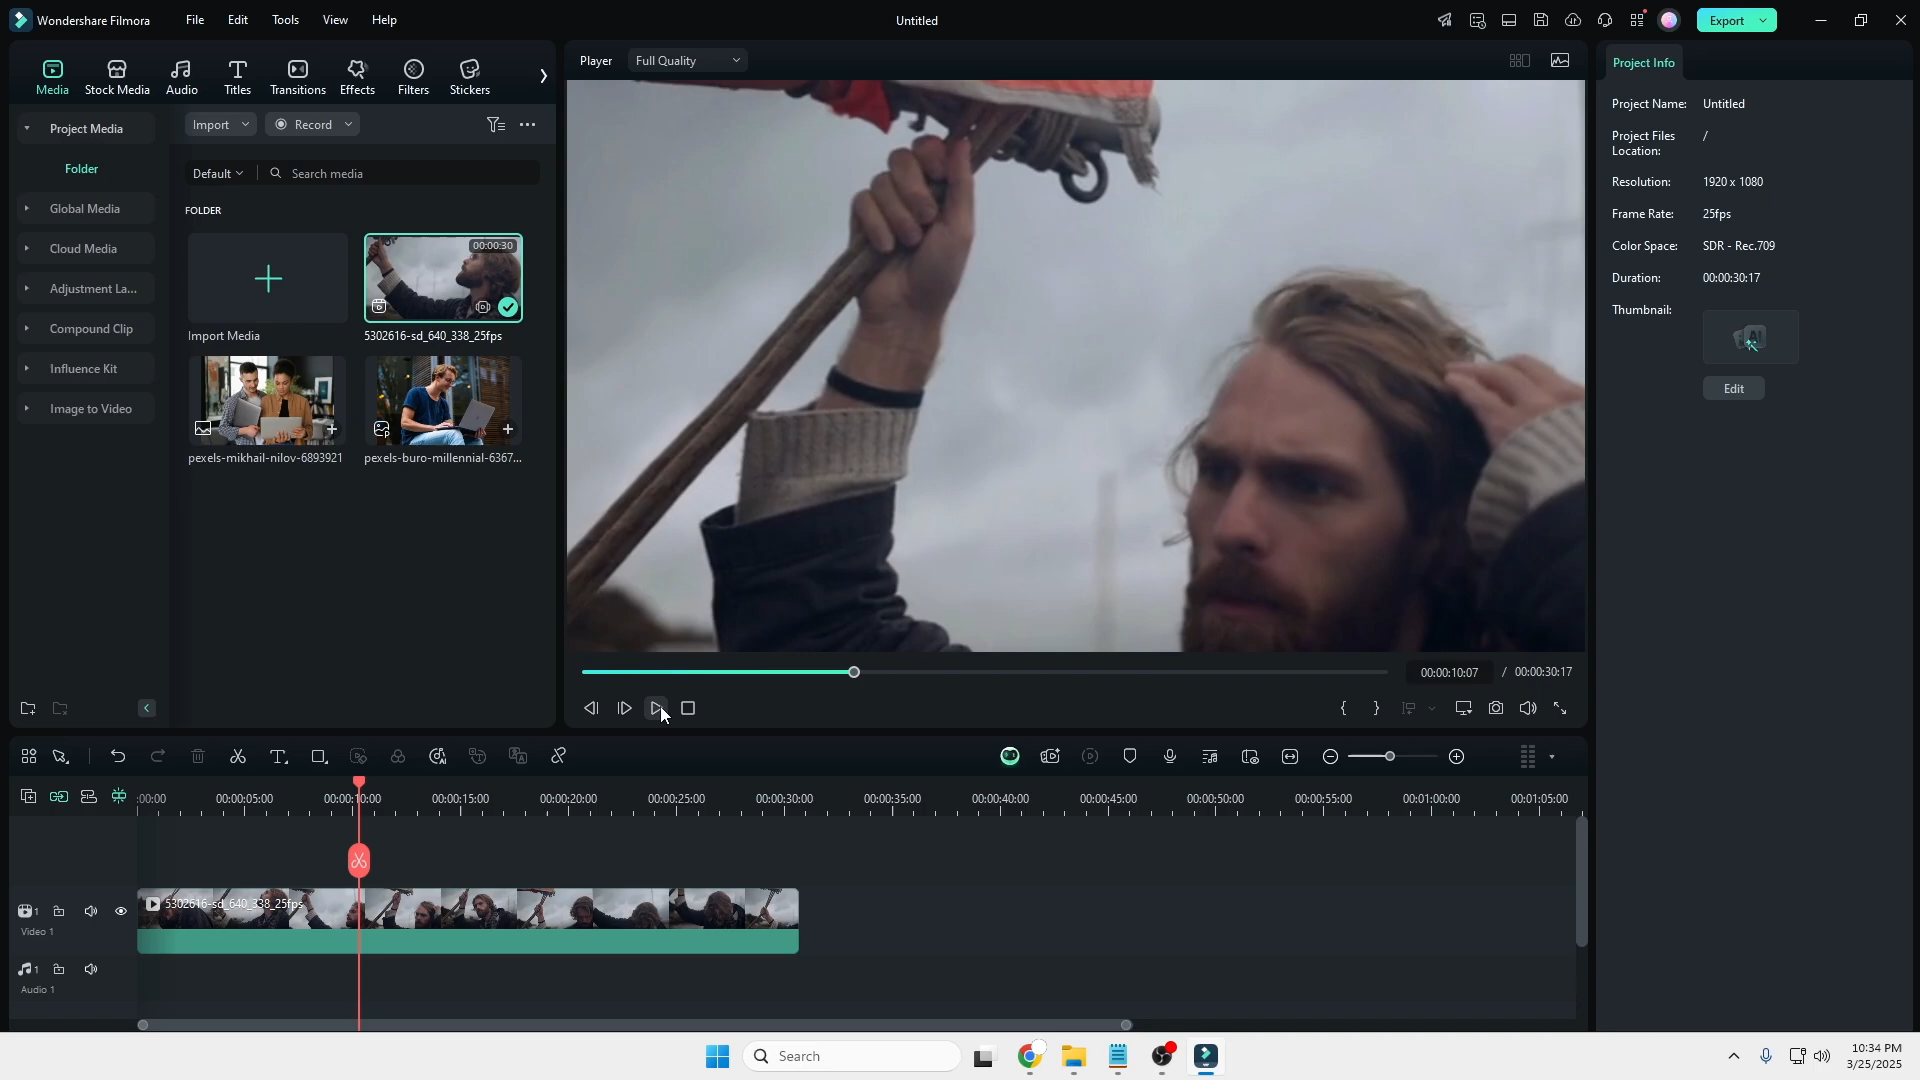 Wondershare Filmora File Edit Tools View Help Untitled Export
Media Stock Media Audio Titles Transitions Effects Filters Stickers
Project Media
Folder
Global Media
Cloud Media
Adjustment La...
Compound Clip
Influence Kit
Image to Video
Import Record
Default Search media
FOLDER
00:00:30
Import Media 5302616-sd_640_338_25fps
pexels-mikhail-nilov-6893921 pexels-buro-millennial-6367...
Player Full Quality
00:00:10:07 / 00:00:30:17
Project Info
Project Name: Untitled
Project Files Location: /
Resolution: 1920 x 1080
Frame Rate: 25fps
Color Space: SDR - Rec.709
Duration: 00:00:30:17
Thumbnail:
AI
Edit
:00:00 00:00:05:00 00:00:10:00 00:00:15:00 00:00:20:00 00:00:25:00 00:00:30:00 00:00:35:00 00:00:40:00 00:00:45:00 00:00:50:00 00:00:55:00 00:01:00:00 00:01:05:00
1
5302616-sd_640_338_25fps
Video 1
1
Audio 1
Search
10:34 PM
3/25/2025